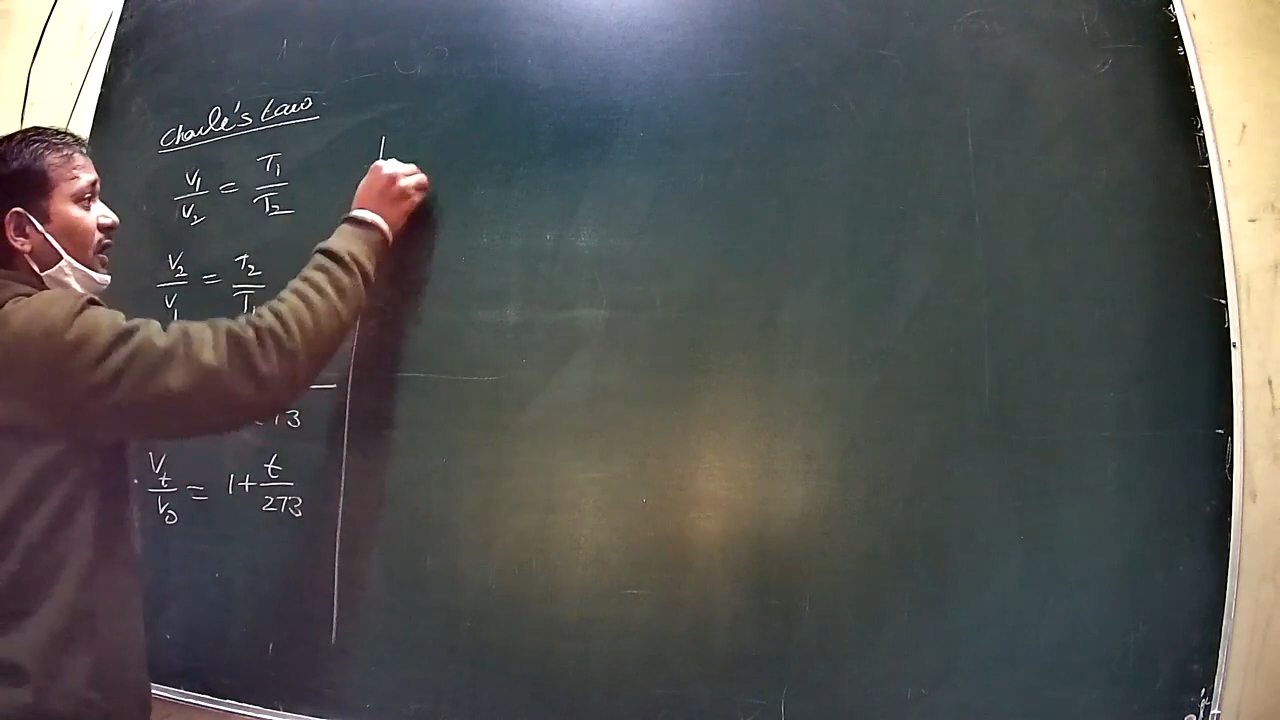 Charle's Law
V₁/V₂ = T₁/T₂
V₂/V₁ = T₂/T₁
Vₜ/V₀ = 1+t/273